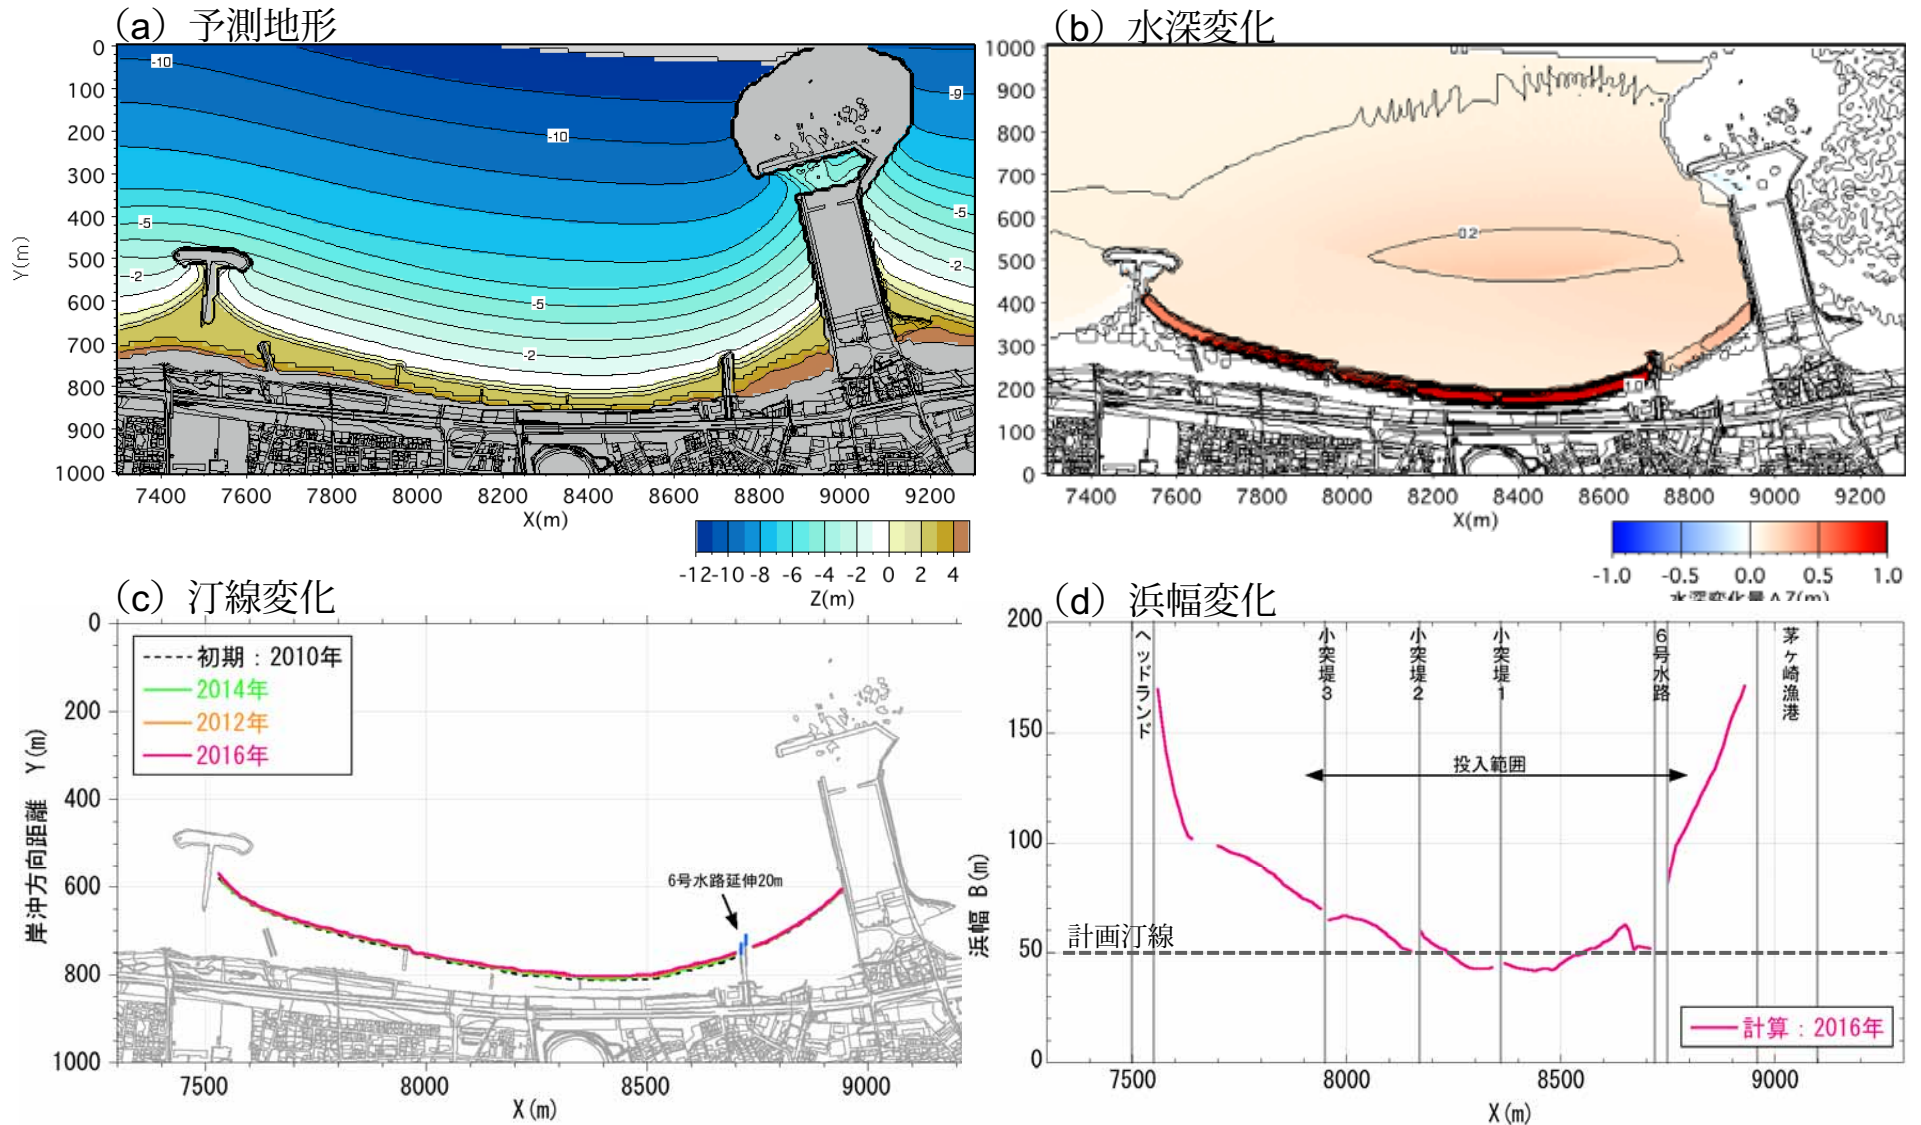 (a) 予測地形
0
100
200
300
400
500
600
700
800
900
1000
Y(m)
-10
-10
-9
-5
-5
-2
-2
-5
-2
7400 7600 7800 8000 8200 8400 8600 8800 9000 9200
X(m)
-12 -10 -8 -6 -4 -2 0 2 4
Z(m)
(b) 水深変化
1000
900
800
700
600
500
400
300
200
100
0
0.2
1.0
7400 7600 7800 8000 8200 8400 8600 8800 9000 9200
X(m)
-1.0 -0.5 0.0 0.5 1.0
水深変化量ΔZ(m)
(c) 汀線変化
0
200
400
600
800
1000
岸沖方向距離 Y(m)
初期：2010年
2014年
2012年
2016年
6号水路延伸20m
7500 8000 8500 9000
X(m)
(d) 浜幅変化
200
150
100
50
0
浜幅 B(m)
ヘッドランド
小突堤3
小突堤2
小突堤1
6号水路
茅ヶ崎漁港
投入範囲
計画汀線
計算：2016年
7500 8000 8500 9000
X(m)